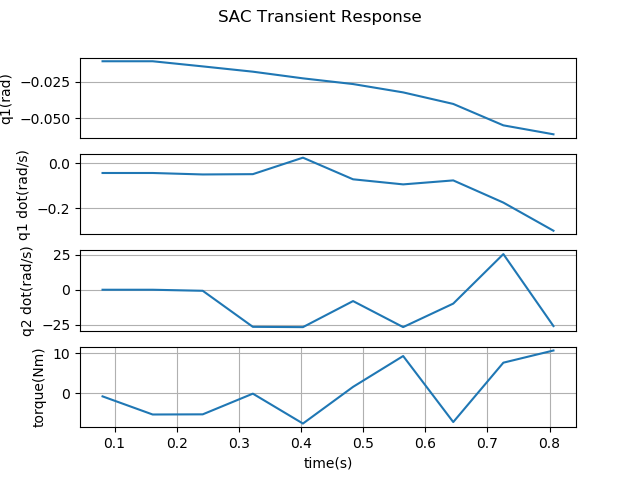 SAC Transient Response
q1(rad)
−0.025
−0.050
q1 dot(rad/s)
0.0
−0.2
q2 dot(rad/s)
25
0
−25
torque(Nm)
10
0
0.1 0.2 0.3 0.4 0.5 0.6 0.7 0.8
time(s)